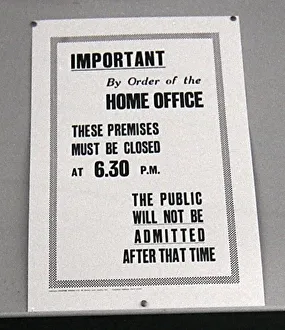 IMPORTANT
By Order of the
HOME OFFICE
THESE PREMISES
MUST BE CLOSED
AT 6.30 P.M.
THE PUBLIC
WILL NOT BE
ADMITTED
AFTER THAT TIME